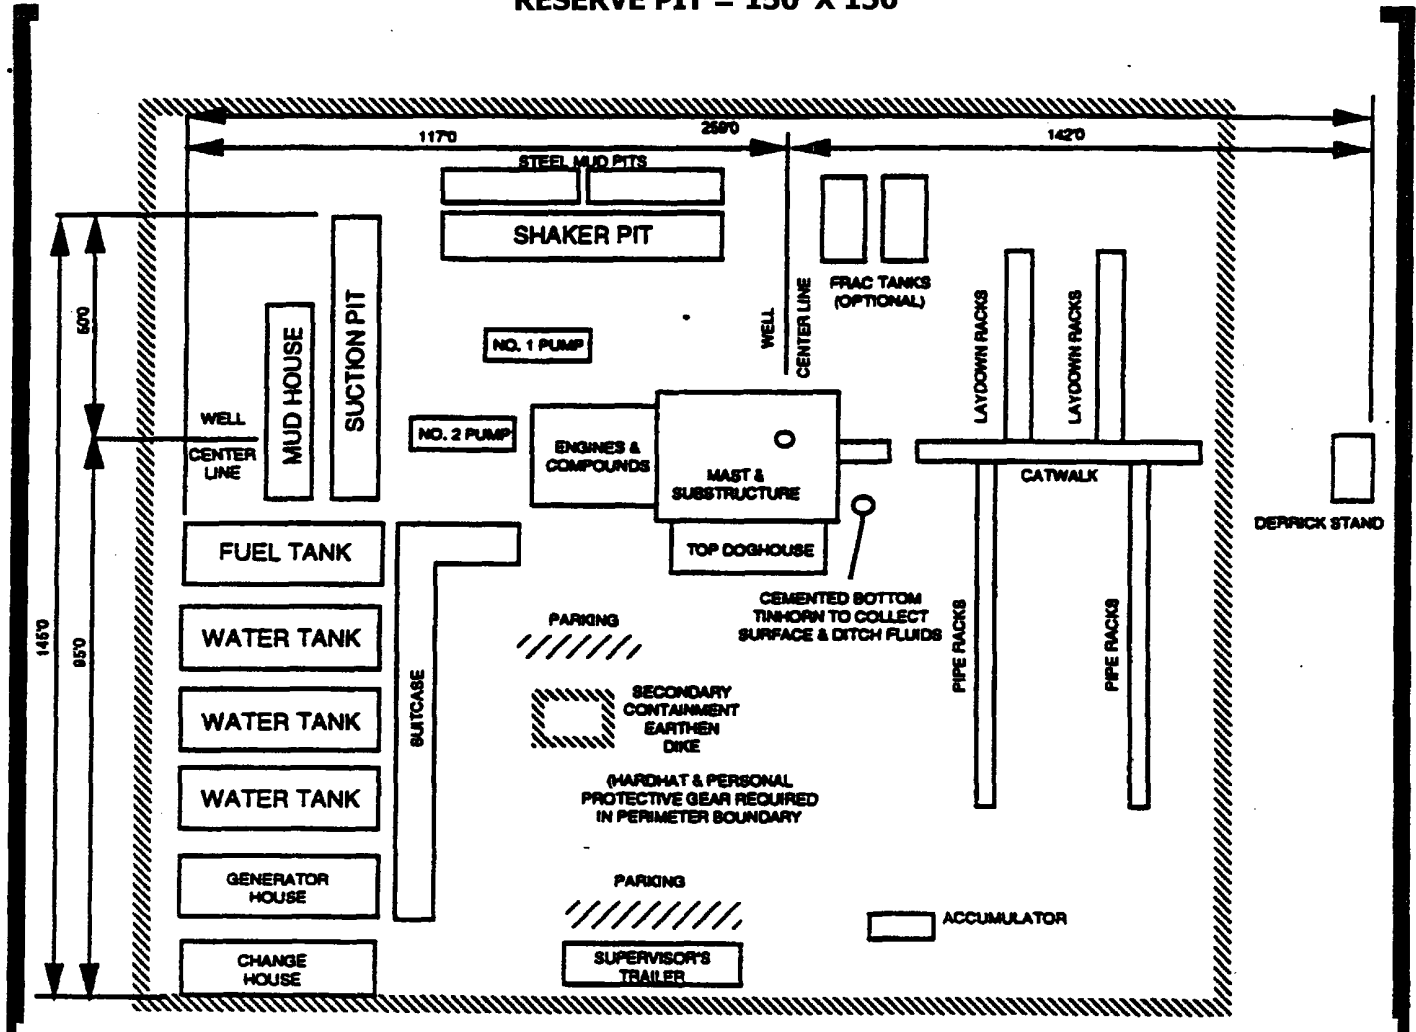 RESERVE PIT = 150' X 150'
259'0
117'0
142'0
STEEL MUD PITS
SHAKER PIT
FRAC TANKS
(OPTIONAL)
WELL
CENTER LINE
LAYDOWN RACKS
LAYDOWN RACKS
SUCTION PIT
MUD HOUSE
NO. 1 PUMP
NO. 2 PUMP
WELL
CENTER
LINE
ENGINES &
COMPOUNDS
MAST &
SUBSTRUCTURE
CATWALK
DERRICK STAND
TOP DOGHOUSE
FUEL TANK
CEMENTED BOTTOM
TINHORN TO COLLECT
SURFACE & DITCH FLUIDS
PARKING
PIPE RACKS
PIPE RACKS
WATER TANK
145'0
95'0
SUITCASE
SECONDARY
CONTAINMENT
EARTHEN
DIKE
WATER TANK
(HARDHAT & PERSONAL
PROTECTIVE GEAR REQUIRED
IN PERIMETER BOUNDARY
WATER TANK
GENERATOR
HOUSE
PARKING
ACCUMULATOR
CHANGE
HOUSE
SUPERVISOR'S
TRAILER